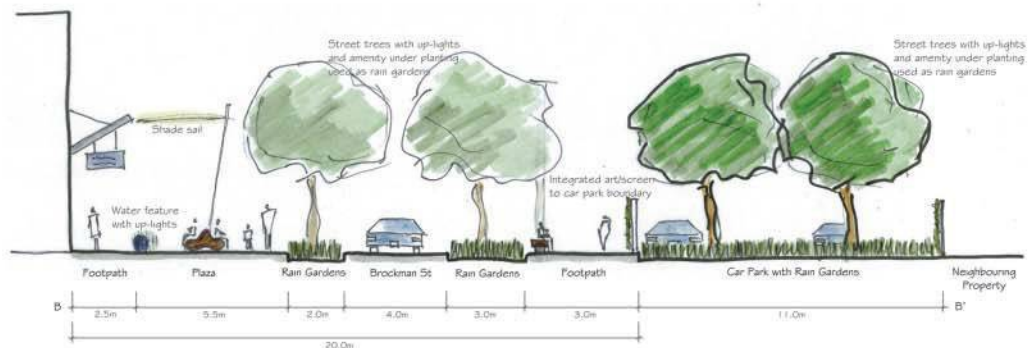 Street trees with up-lights
and amenity under planting
used as rain gardens
Street trees with up-lights
and amenity under planting
used as rain gardens
Shade sail
Integrated art/screen
to car park boundary
Water feature
with up-lights
Footpath
Plaza
Rain Gardens
Brockman St
Rain Gardens
Footpath
Car Park with Rain Gardens
Neighbouring
Property
B
2.5m
5.5m
2.0m
4.0m
3.0m
3.0m
11.0m
B'
20.0m